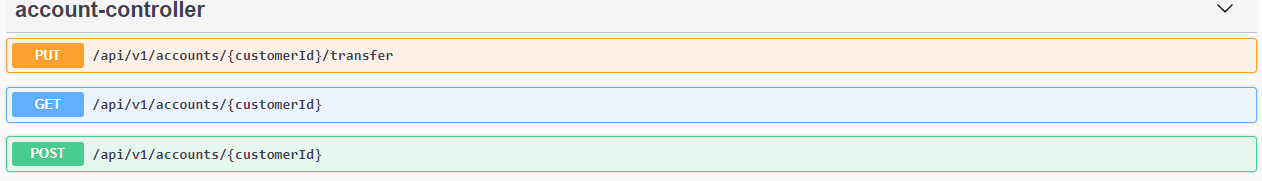 account-controller
PUT /api/v1/accounts/{customerId}/transfer
GET /api/v1/accounts/{customerId}
POST /api/v1/accounts/{customerId}